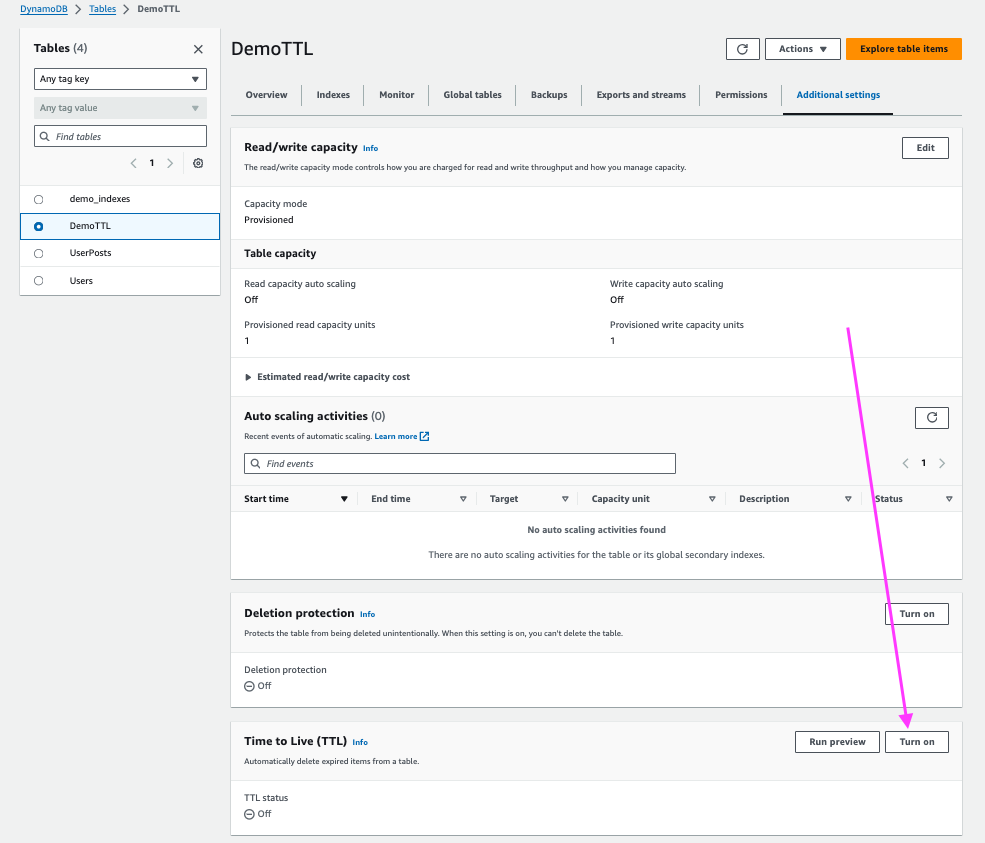 DynamoDB > Tables > DemoTTL
Tables (4)
Any tag key
Any tag value
Find tables
1
demo_indexes
DemoTTL
UserPosts
Users
DemoTTL
Actions
Explore table items
Overview
Indexes
Monitor
Global tables
Backups
Exports and streams
Permissions
Additional settings
Read/write capacity Info
Edit
The read/write capacity mode controls how you are charged for read and write throughput and how you manage capacity.
Capacity mode
Provisioned
Table capacity
Read capacity auto scaling
Off
Write capacity auto scaling
Off
Provisioned read capacity units
1
Provisioned write capacity units
1
Estimated read/write capacity cost
Auto scaling activities (0)
Recent events of automatic scaling. Learn more
Find events
1
Start time
End time
Target
Capacity unit
Description
Status
No auto scaling activities found
There are no auto scaling activities for the table or its global secondary indexes.
Deletion protection Info
Turn on
Protects the table from being deleted unintentionally. When this setting is on, you can't delete the table.
Deletion protection
Off
Time to Live (TTL) Info
Run preview
Turn on
Automatically delete expired items from a table.
TTL status
Off